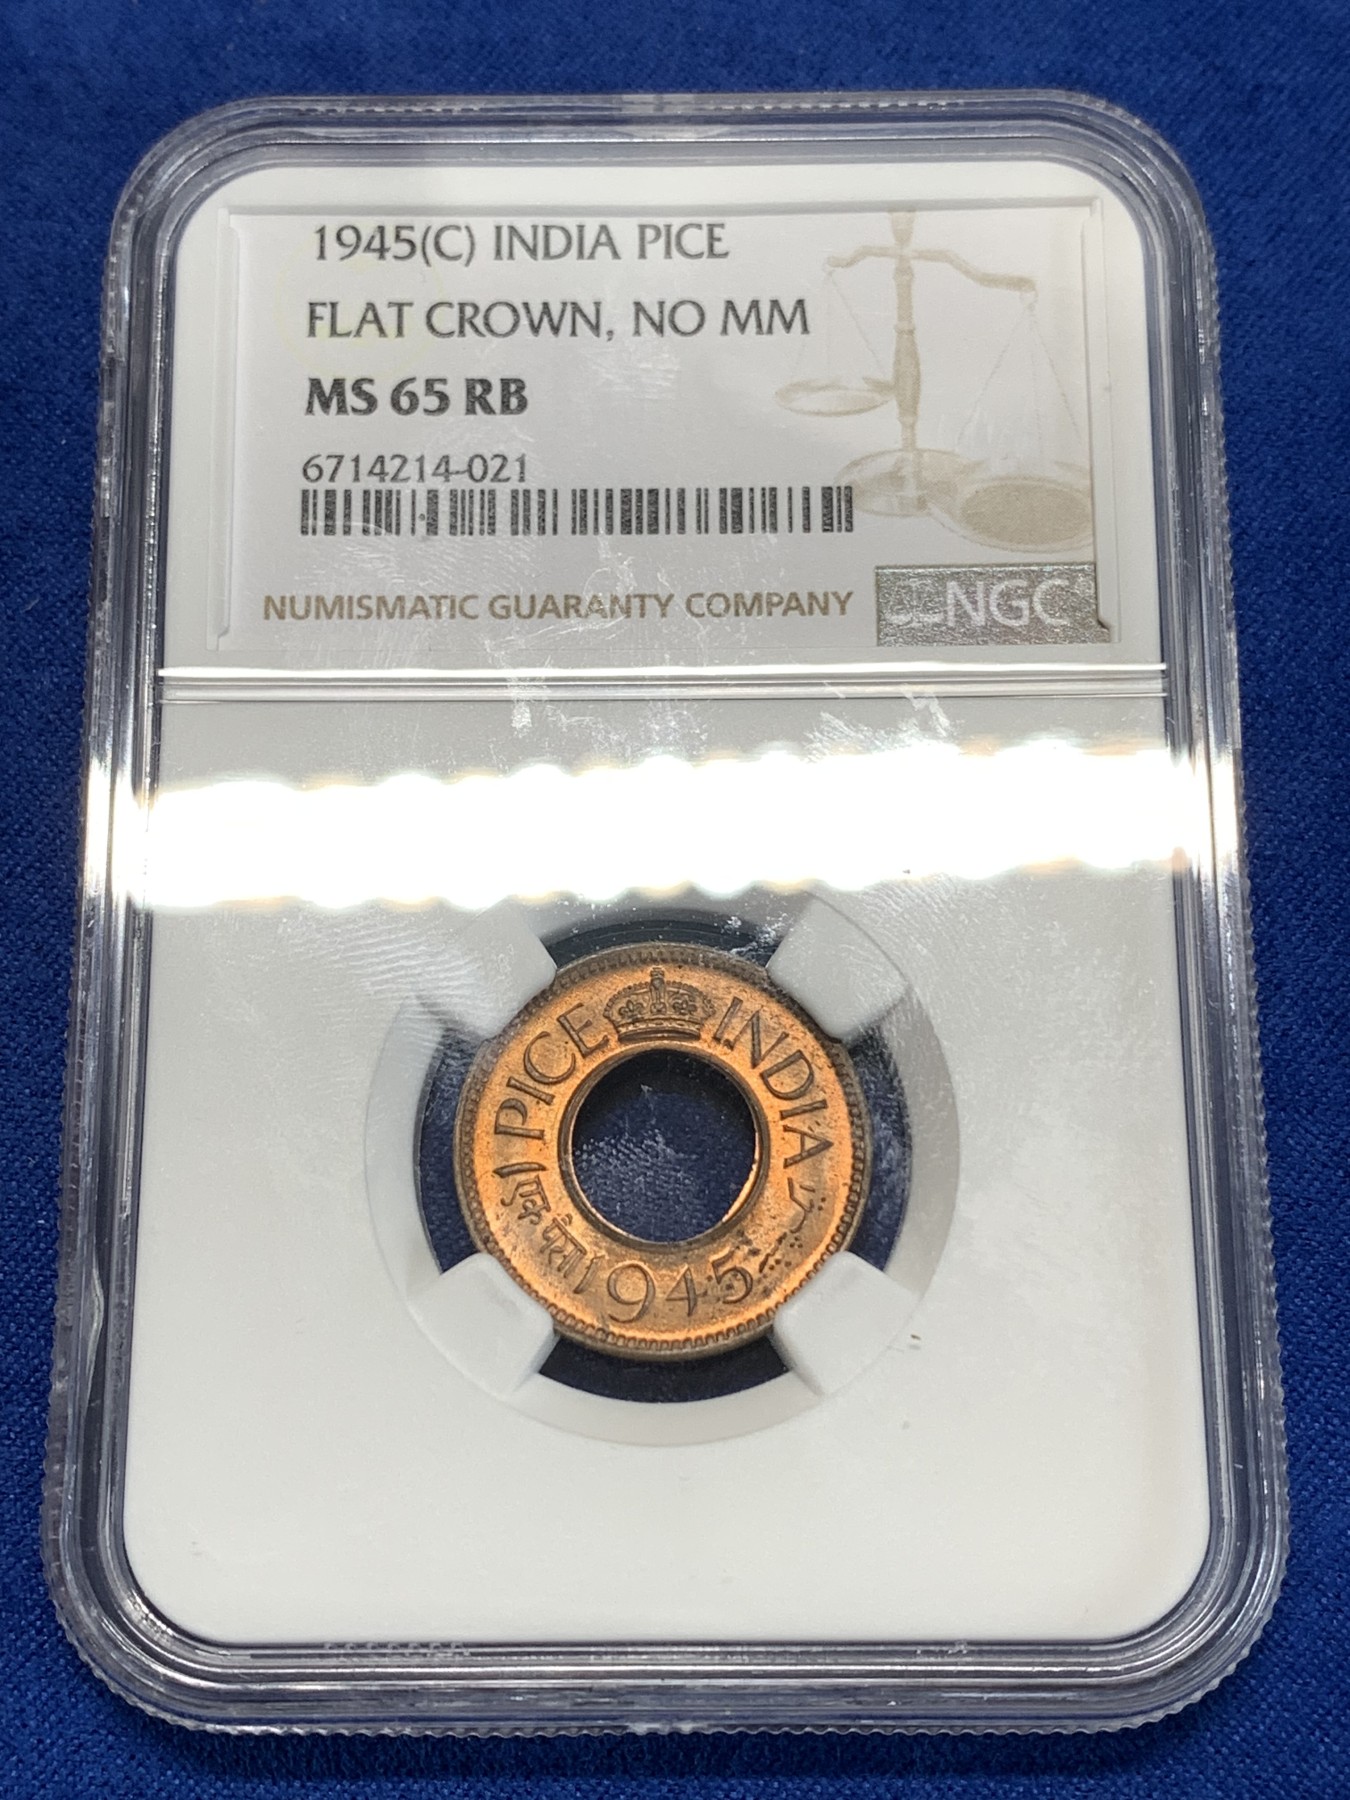 1945(C) INDIA PICE
FLAT CROWN, NO MM
MS 65 RB
6714214-021
NUMISMATIC GUARANTY COMPANY
NGC
PICE INDIA
एक पैसा 1945